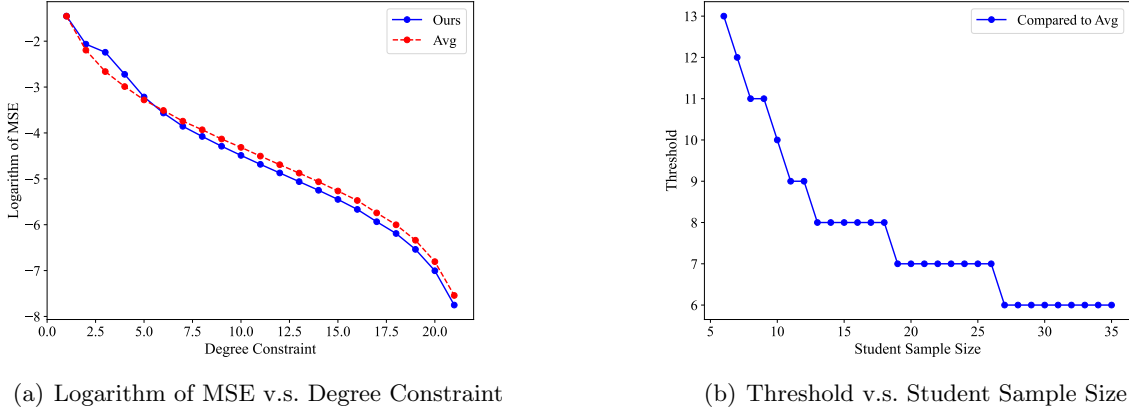 −2
−3
−4
−5
−6
−7
−8
Logarithm of MSE
0.0 2.5 5.0 7.5 10.0 12.5 15.0 17.5 20.0
Degree Constraint
Ours
Avg
(a) Logarithm of MSE v.s. Degree Constraint
13
12
11
10
9
8
7
6
Threshold
5 10 15 20 25 30 35
Student Sample Size
Compared to Avg
(b) Threshold v.s. Student Sample Size